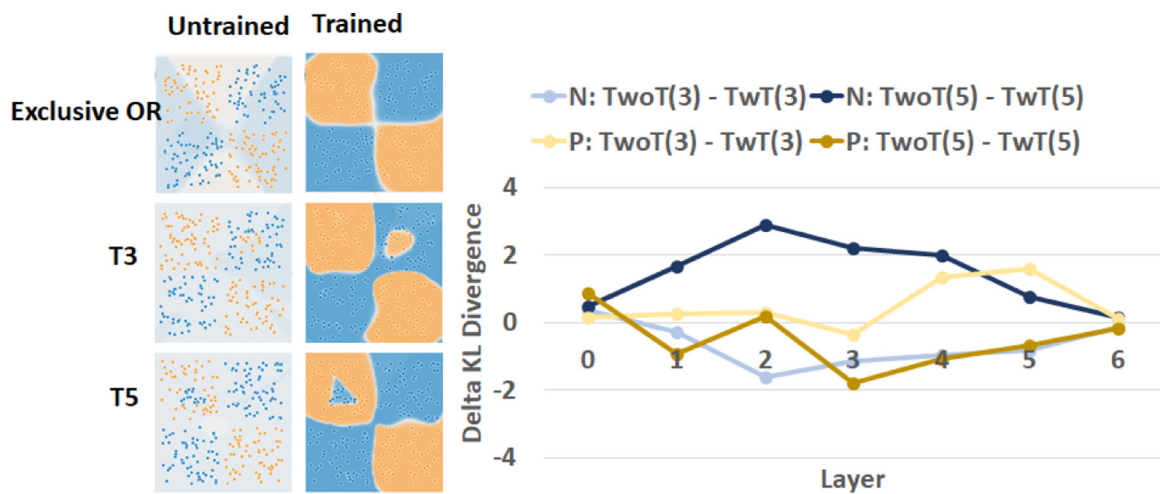 Untrained Trained
Exclusive OR
T3
T5
N: TwoT(3) - TwT(3) N: TwoT(5) - TwT(5)
P: TwoT(3) - TwT(3) P: TwoT(5) - TwT(5)
Delta KL Divergence
4
2
0
-2
-4
0 1 2 3 4 5 6
Layer